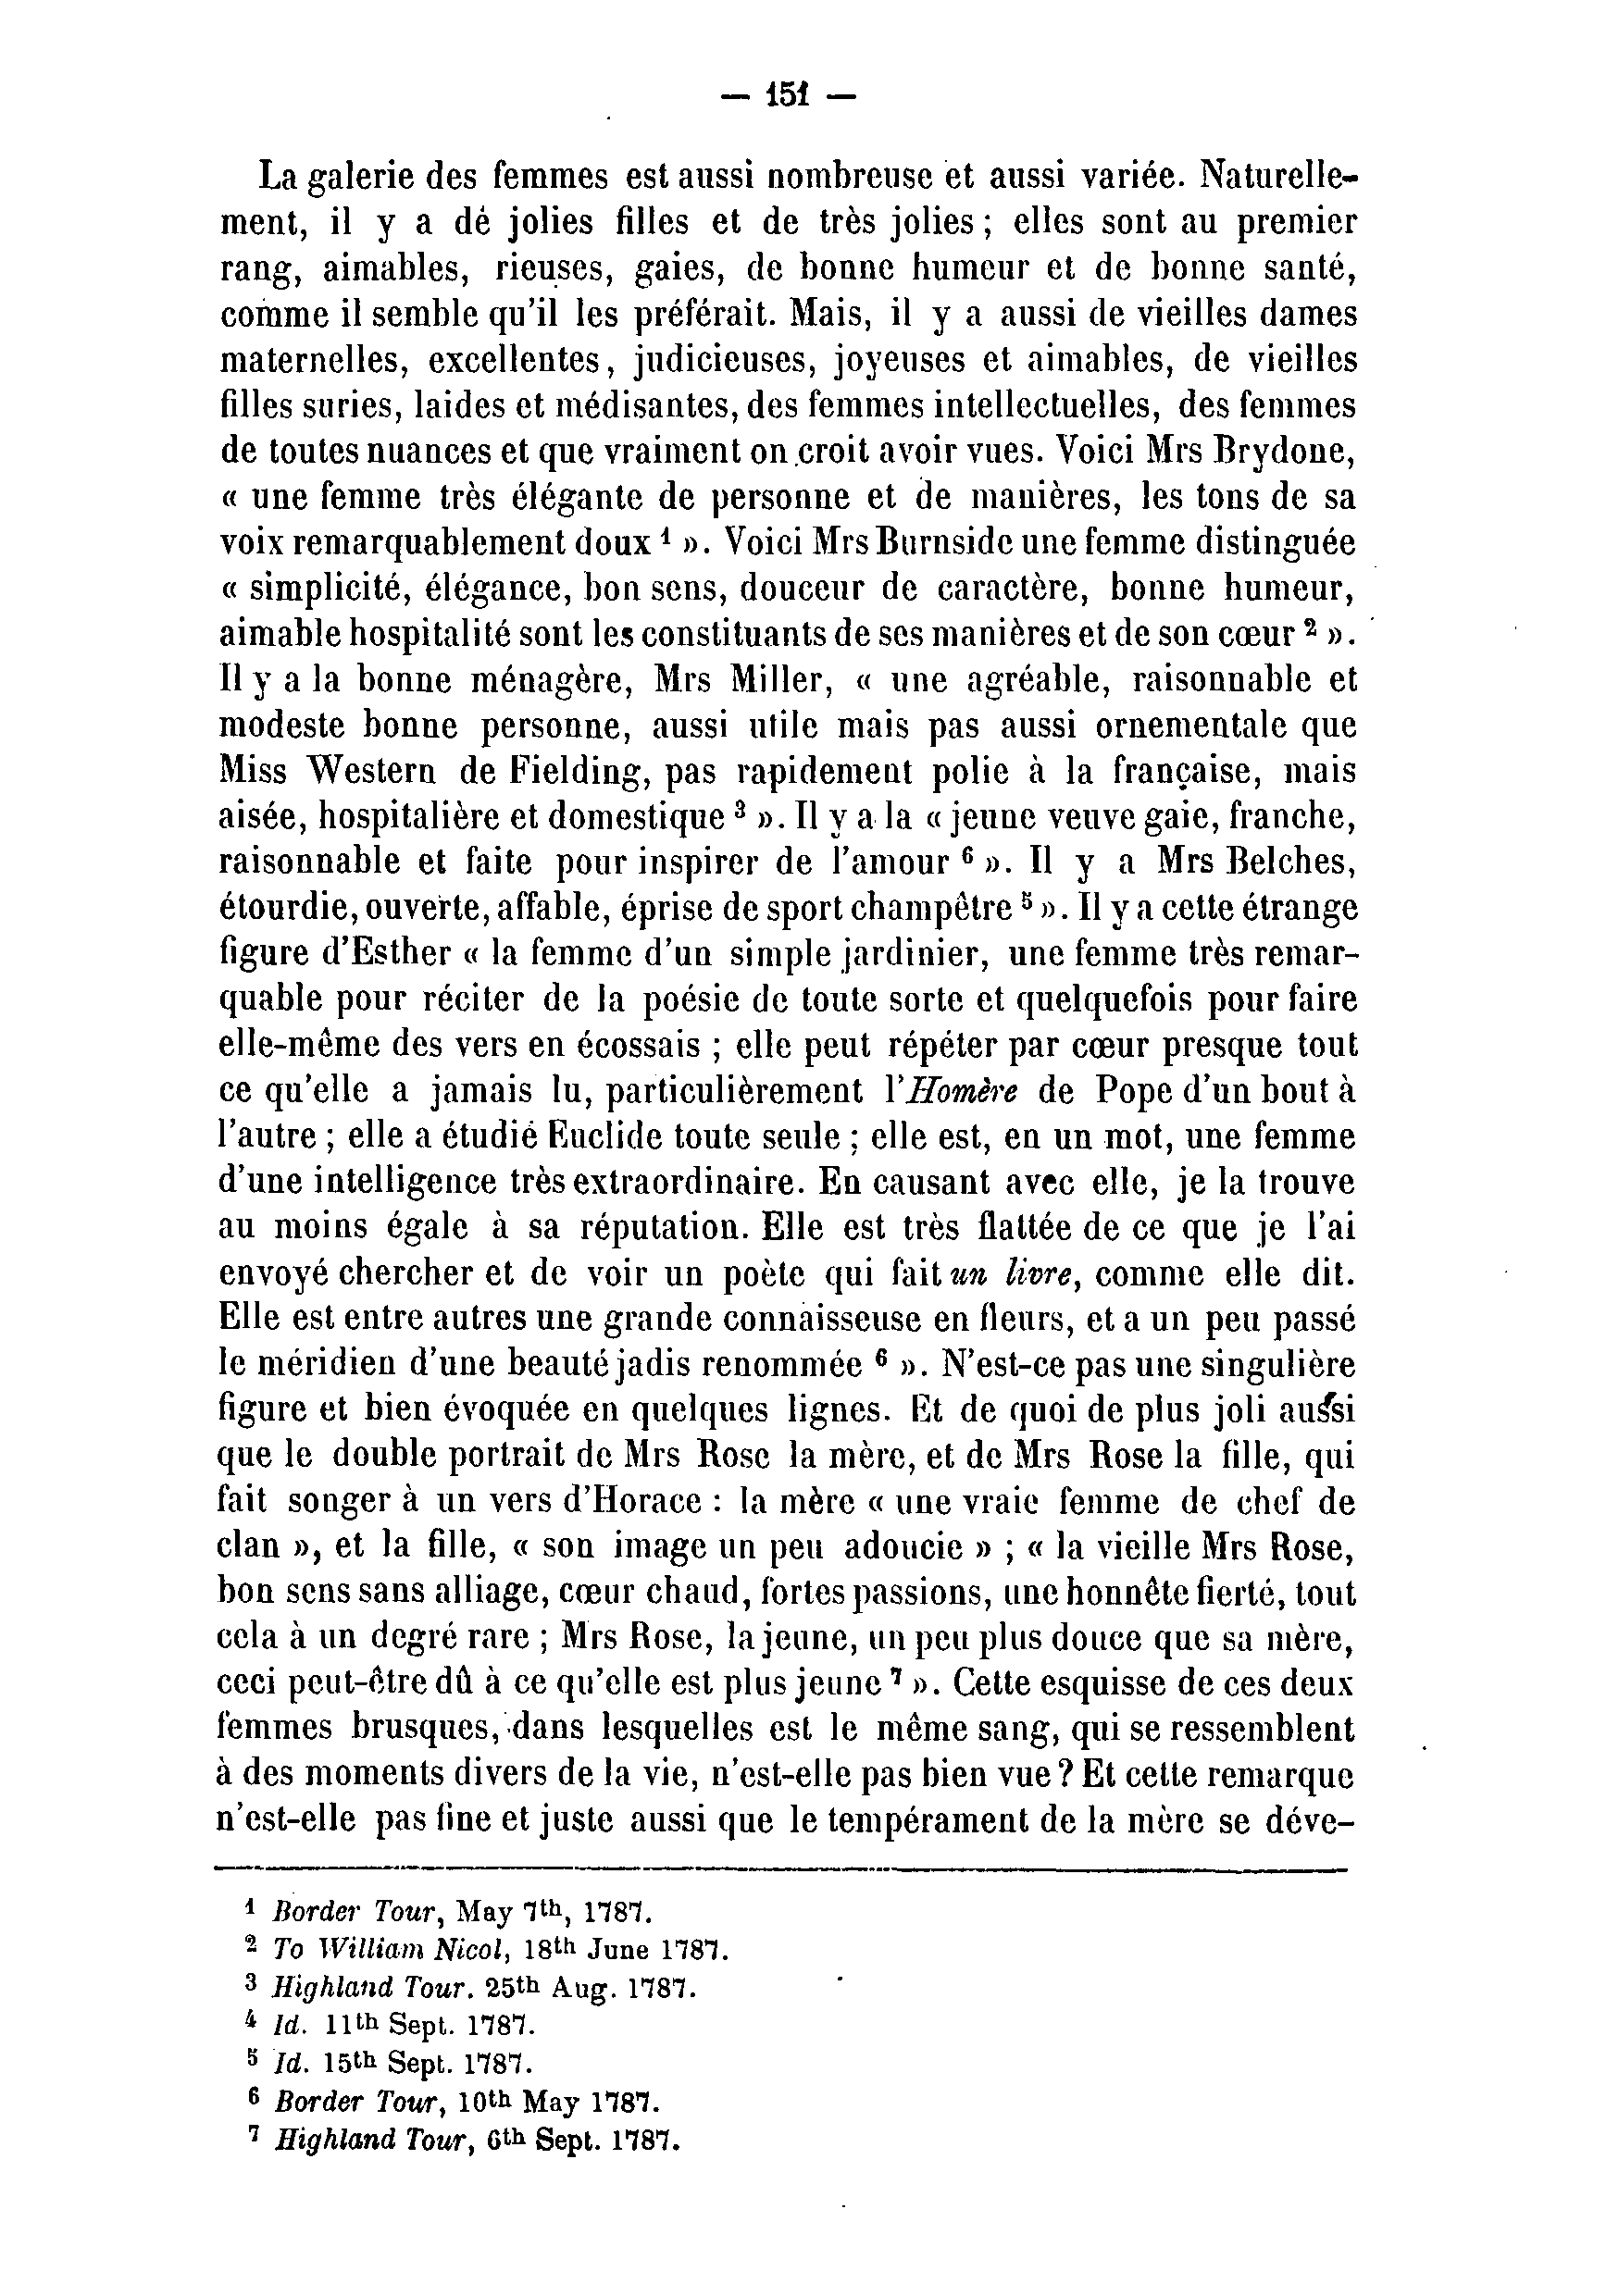 — 151 —
La galerie des femmes est aussi nombreuse et aussi variée. Naturelle-
ment, il y a dé jolies filles et de très jolies ; elles sont au premier
rang, aimables, rieuses, gaies, de bonne humeur et de bonne santé,
comme il semble qu'il les préférait. Mais, il y a aussi de vieilles dames
maternelles, excellentes, judicieuses, joyeuses et aimables, de vieilles
filles suries, laides et médisantes, des femmes intellectuelles, des femmes
de toutes nuances et que vraiment on croit avoir vues. Voici Mrs Brydone,
« une femme très élégante de personne et de manières, les tons de sa
voix remarquablement doux ¹ ». Voici Mrs Burnside une femme distinguée
« simplicité, élégance, bon sens, douceur de caractère, bonne humeur,
aimable hospitalité sont les constituants de ses manières et de son cœur ² ».
Il y a la bonne ménagère, Mrs Miller, « une agréable, raisonnable et
modeste bonne personne, aussi utile mais pas aussi ornementale que
Miss Western de Fielding, pas rapidement polie à la française, mais
aisée, hospitalière et domestique ³ ». Il y a la « jeune veuve gaie, franche,
raisonnable et faite pour inspirer de l'amour ⁶ ». Il y a Mrs Belches,
étourdie, ouverte, affable, éprise de sport champêtre ⁵ ». Il y a cette étrange
figure d'Esther « la femme d'un simple jardinier, une femme très remar-
quable pour réciter de la poésie de toute sorte et quelquefois pour faire
elle-même des vers en écossais ; elle peut répéter par cœur presque tout
ce qu'elle a jamais lu, particulièrement l'Homère de Pope d'un bout à
l'autre ; elle a étudié Euclide toute seule ; elle est, en un mot, une femme
d'une intelligence très extraordinaire. En causant avec elle, je la trouve
au moins égale à sa réputation. Elle est très flattée de ce que je l'ai
envoyé chercher et de voir un poète qui fait un livre, comme elle dit.
Elle est entre autres une grande connaisseuse en fleurs, et a un peu passé
le méridien d'une beauté jadis renommée ⁶ ». N'est-ce pas une singulière
figure et bien évoquée en quelques lignes. Et de quoi de plus joli aussi
que le double portrait de Mrs Rose la mère, et de Mrs Rose la fille, qui
fait songer à un vers d'Horace : la mère « une vraie femme de chef de
clan », et la fille, « son image un peu adoucie » ; « la vieille Mrs Rose,
bon sens sans alliage, cœur chaud, fortes passions, une honnête fierté, tout
cela à un degré rare ; Mrs Rose, la jeune, un peu plus douce que sa mère,
ceci peut-être dû à ce qu'elle est plus jeune ⁷ ». Cette esquisse de ces deux
femmes brusques, dans lesquelles est le même sang, qui se ressemblent
à des moments divers de la vie, n'est-elle pas bien vue ? Et cette remarque
n'est-elle pas fine et juste aussi que le tempérament de la mère se déve-
¹ Border Tour, May 7th, 1787.
² To William Nicol, 18th June 1787.
³ Highland Tour. 25th Aug. 1787.
⁴ Id. 11th Sept. 1787.
⁵ Id. 15th Sept. 1787.
⁶ Border Tour, 10th May 1787.
⁷ Highland Tour, 6th Sept. 1787.